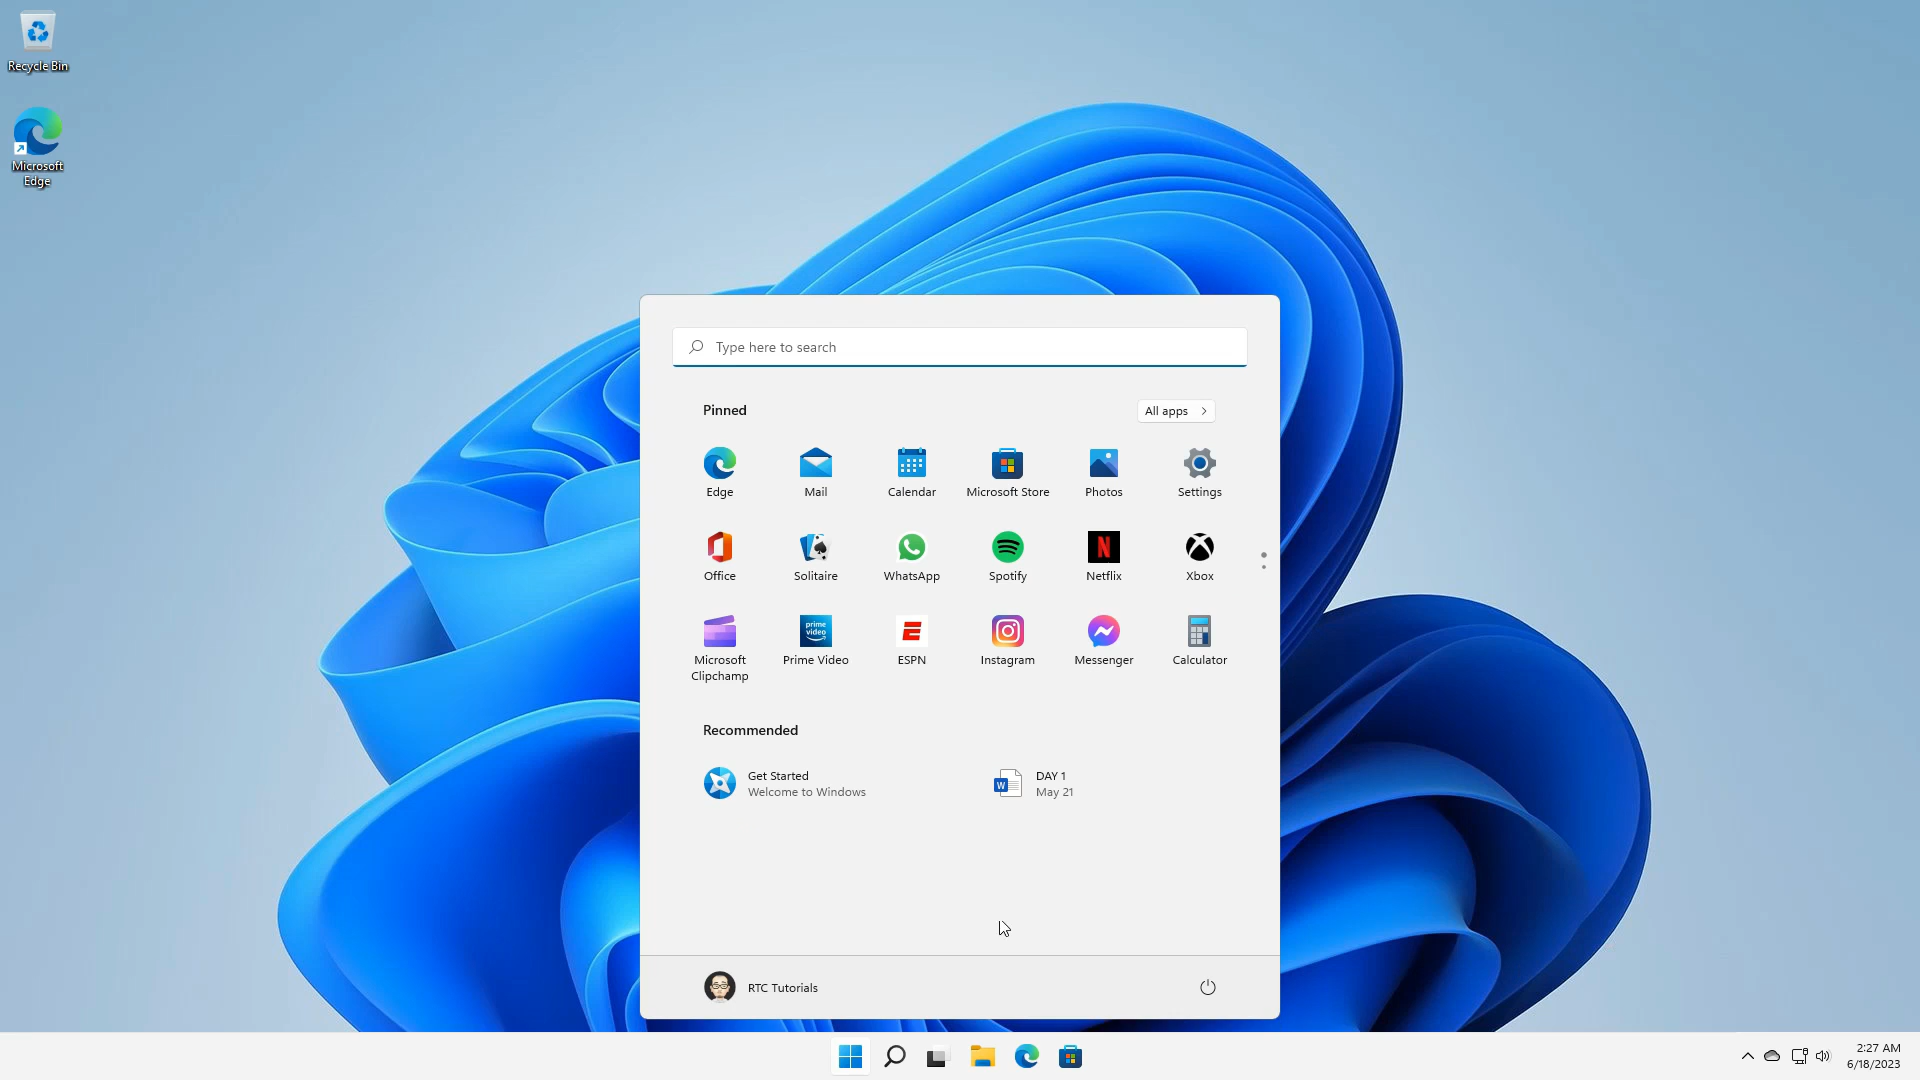 Recycle Bin
Microsoft
Edge
Type here to search
Pinned
All apps
Edge
Mail
Calendar
Microsoft Store
Photos
Settings
Office
Solitaire
WhatsApp
Spotify
N
Netflix
Xbox
prime
video
E
Microsoft
Clipchamp
Prime Video
ESPN
Instagram
Messenger
Calculator
Recommended
Get Started
Welcome to Windows
W
DAY 1
May 21
RTC Tutorials
2:27 AM
6/18/2023